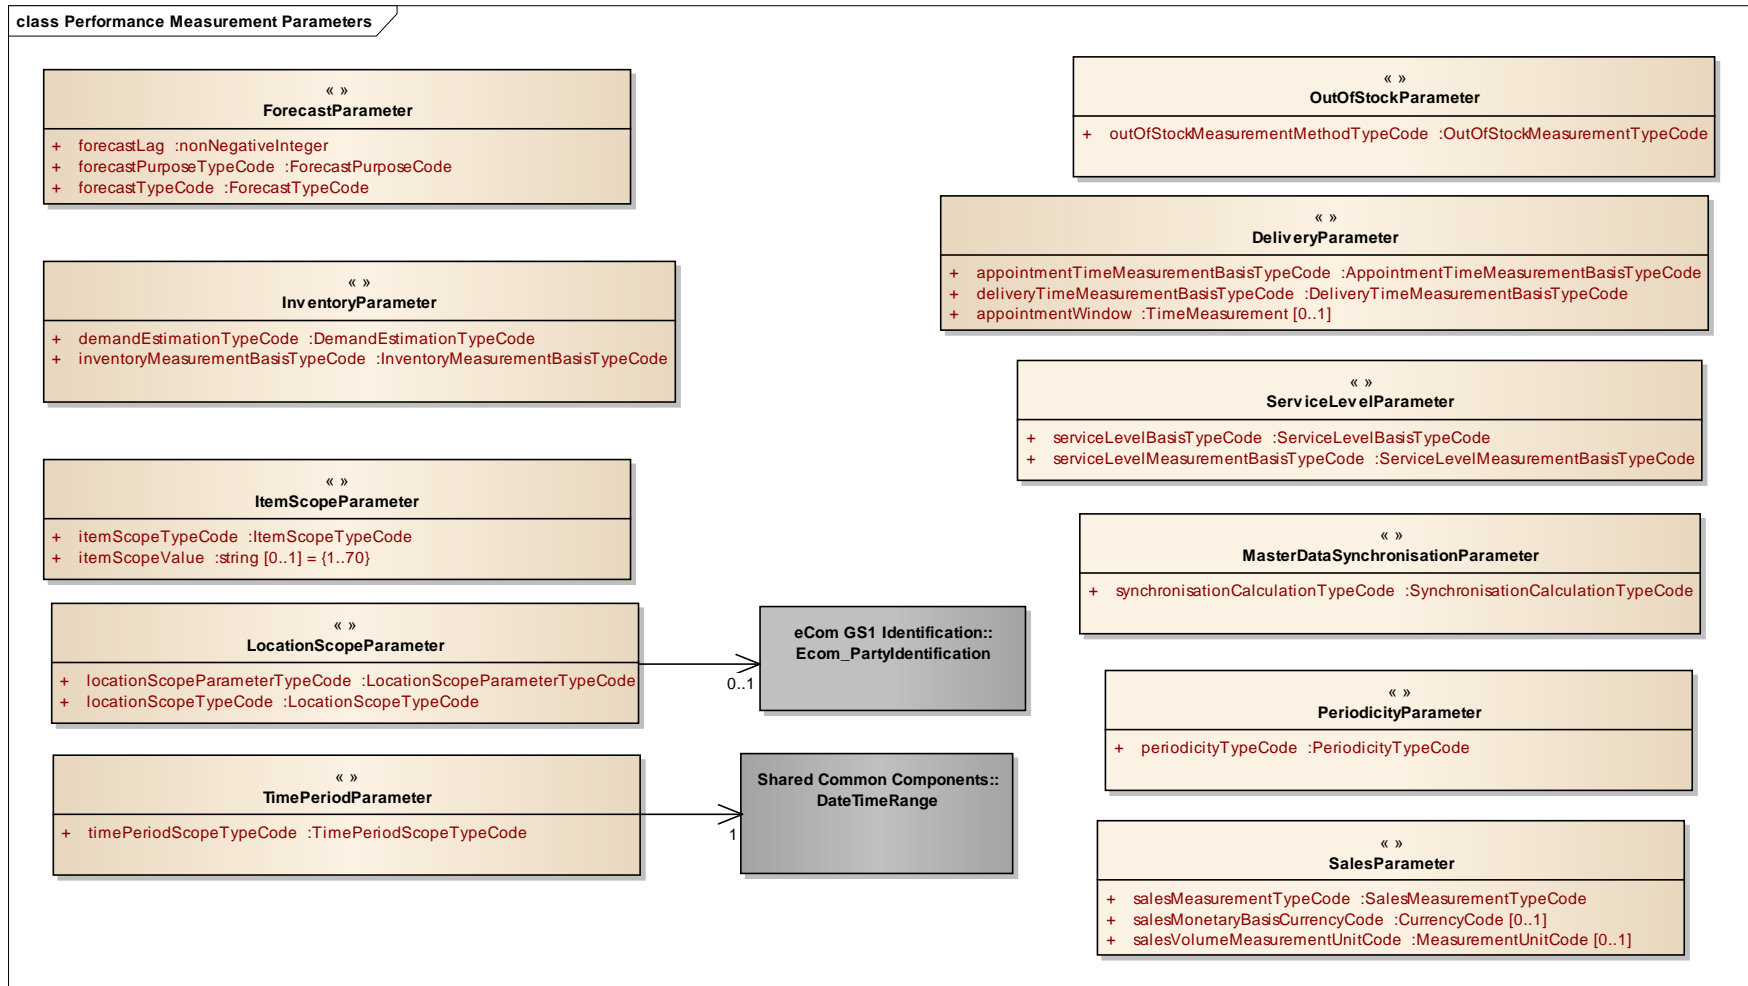 class Performance Measurement Parameters
« »
ForecastParameter
+ forecastLag :nonNegativeInteger
+ forecastPurposeTypeCode :ForecastPurposeCode
+ forecastTypeCode :ForecastTypeCode
« »
InventoryParameter
+ demandEstimationTypeCode :DemandEstimationTypeCode
+ inventoryMeasurementBasisTypeCode :InventoryMeasurementBasisTypeCode
« »
ItemScopeParameter
+ itemScopeTypeCode :ItemScopeTypeCode
+ itemScopeValue :string [0..1] = {1..70}
« »
LocationScopeParameter
+ locationScopeParameterTypeCode :LocationScopeParameterTypeCode
+ locationScopeTypeCode :LocationScopeTypeCode
0..1
eCom GS1 Identification::
Ecom_PartyIdentification
« »
TimePeriodParameter
+ timePeriodScopeTypeCode :TimePeriodScopeTypeCode
1
Shared Common Components::
DateTimeRange
« »
OutOfStockParameter
+ outOfStockMeasurementMethodTypeCode :OutOfStockMeasurementTypeCode
« »
DeliveryParameter
+ appointmentTimeMeasurementBasisTypeCode :AppointmentTimeMeasurementBasisTypeCode
+ deliveryTimeMeasurementBasisTypeCode :DeliveryTimeMeasurementBasisTypeCode
+ appointmentWindow :TimeMeasurement [0..1]
« »
ServiceLevelParameter
+ serviceLevelBasisTypeCode :ServiceLevelBasisTypeCode
+ serviceLevelMeasurementBasisTypeCode :ServiceLevelMeasurementBasisTypeCode
« »
MasterDataSynchronisationParameter
+ synchronisationCalculationTypeCode :SynchronisationCalculationTypeCode
« »
PeriodicityParameter
+ periodicityTypeCode :PeriodicityTypeCode
« »
SalesParameter
+ salesMeasurementTypeCode :SalesMeasurementTypeCode
+ salesMonetaryBasisCurrencyCode :CurrencyCode [0..1]
+ salesVolumeMeasurementUnitCode :MeasurementUnitCode [0..1]